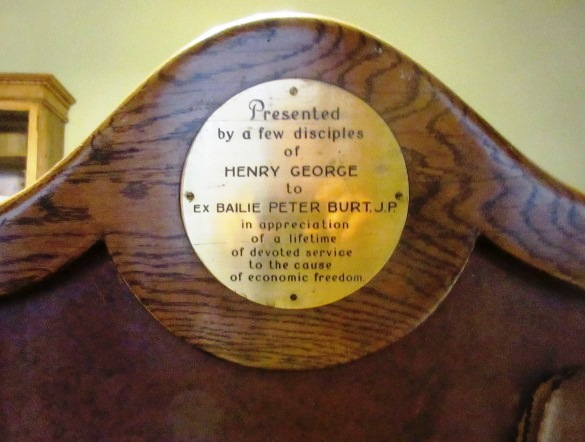 Presented
by a few disciples
of
HENRY GEORGE
to
EX BAILIE PETER BURT. J.P.
in appreciation
of a lifetime
of devoted service
to the cause
of economic freedom.